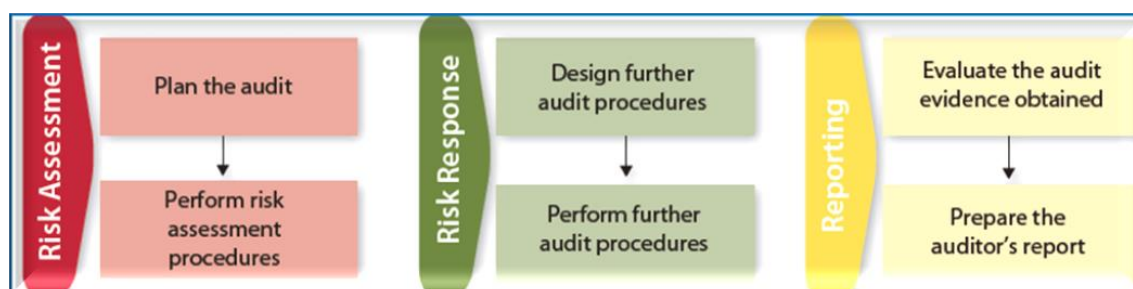 Risk Assessment
Plan the audit
Perform risk
assessment
procedures
Risk Response
Design further
audit procedures
Perform further
audit procedures
Reporting
Evaluate the audit
evidence obtained
Prepare the
auditor's report